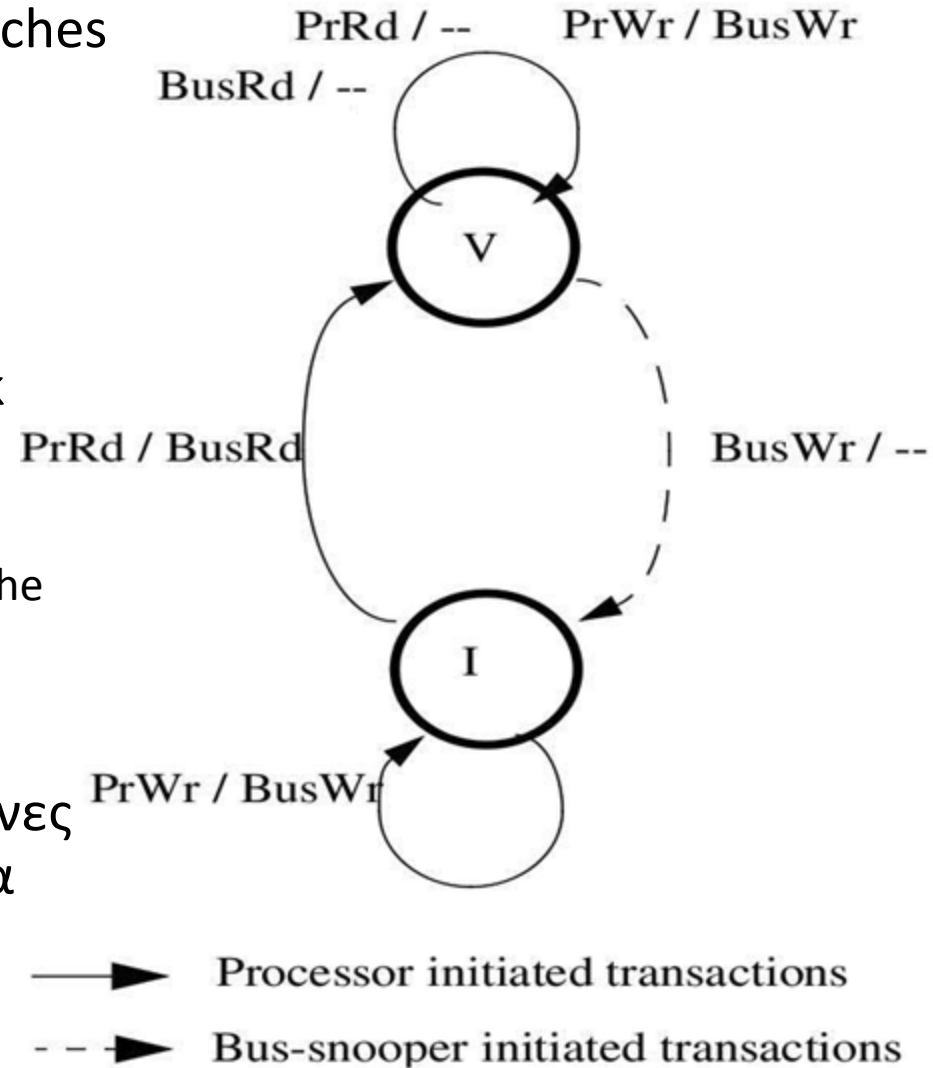 ches
PrRd / --
PrWr / BusWr
BusRd / --
V
PrRd / BusRd
BusWr / --
he
I
PrWr / BusWr
νες
α
Processor initiated transactions
Bus-snooper initiated transactions